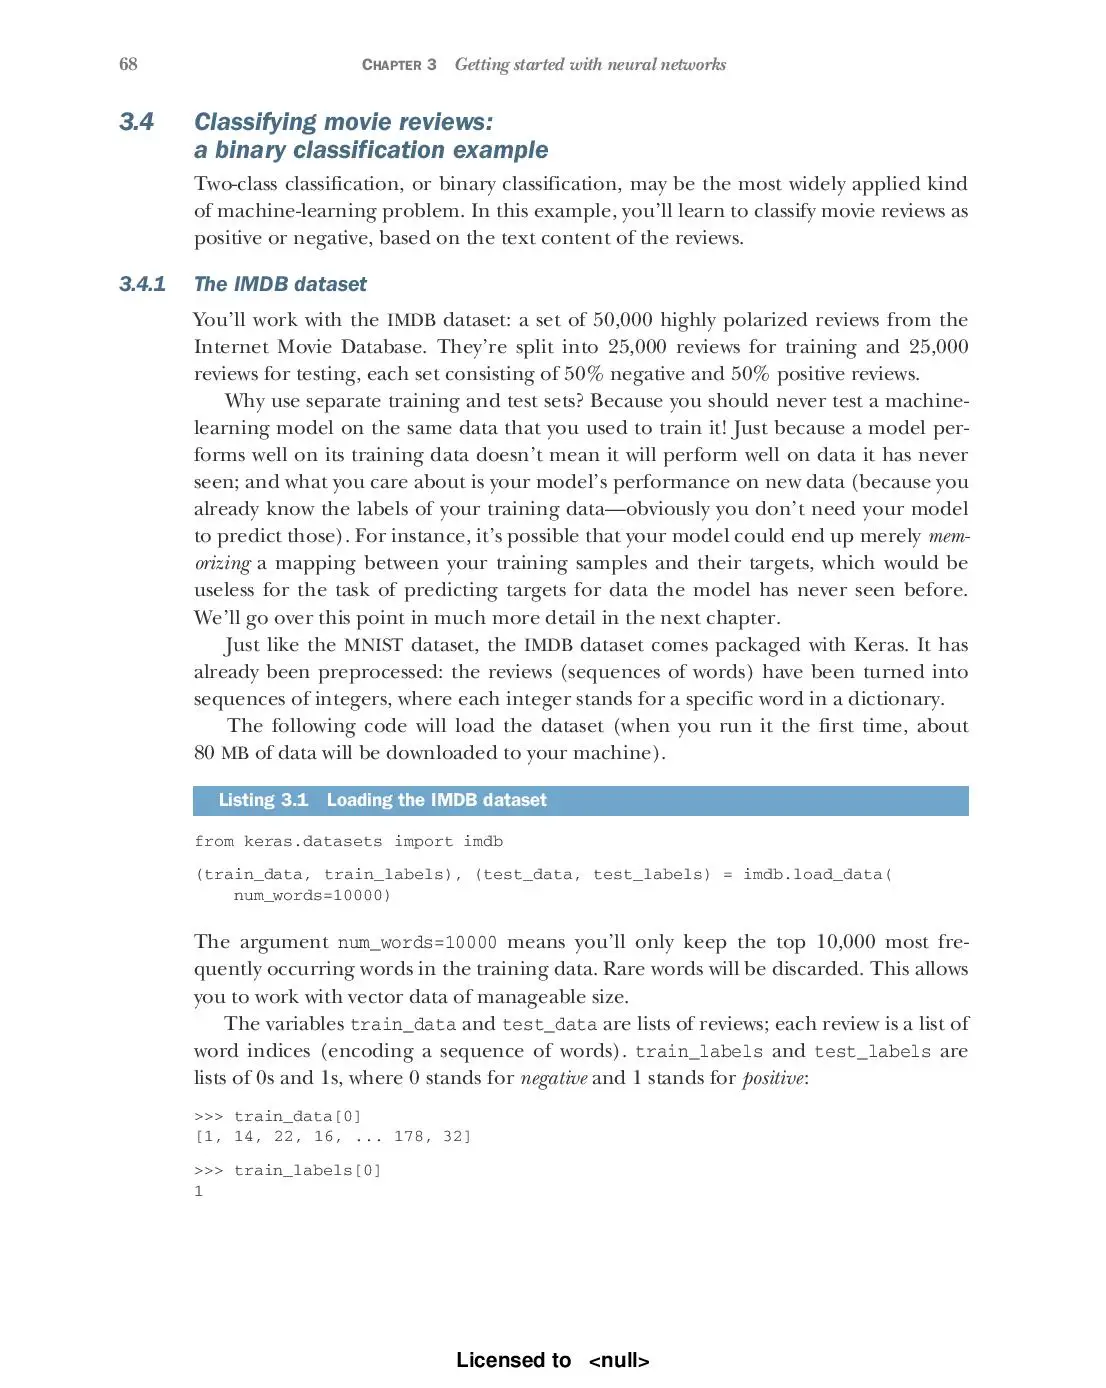 68 CHAPTER 3 Getting started with neural networks
3.4 Classifying movie reviews:
a binary classification example
Two-class classification, or binary classification, may be the most widely applied kind
of machine-learning problem. In this example, you'll learn to classify movie reviews as
positive or negative, based on the text content of the reviews.
3.4.1 The IMDB dataset
You'll work with the IMDB dataset: a set of 50,000 highly polarized reviews from the
Internet Movie Database. They're split into 25,000 reviews for training and 25,000
reviews for testing, each set consisting of 50% negative and 50% positive reviews.
Why use separate training and test sets? Because you should never test a machine-
learning model on the same data that you used to train it! Just because a model per-
forms well on its training data doesn't mean it will perform well on data it has never
seen; and what you care about is your model's performance on new data (because you
already know the labels of your training data—obviously you don't need your model
to predict those). For instance, it's possible that your model could end up merely mem-
orizing a mapping between your training samples and their targets, which would be
useless for the task of predicting targets for data the model has never seen before.
We'll go over this point in much more detail in the next chapter.
Just like the MNIST dataset, the IMDB dataset comes packaged with Keras. It has
already been preprocessed: the reviews (sequences of words) have been turned into
sequences of integers, where each integer stands for a specific word in a dictionary.
The following code will load the dataset (when you run it the first time, about
80 MB of data will be downloaded to your machine).
Listing 3.1 Loading the IMDB dataset
from keras.datasets import imdb
(train_data, train_labels), (test_data, test_labels) = imdb.load_data(
num_words=10000)
The argument num_words=10000 means you'll only keep the top 10,000 most fre-
quently occurring words in the training data. Rare words will be discarded. This allows
you to work with vector data of manageable size.
The variables train_data and test_data are lists of reviews; each review is a list of
word indices (encoding a sequence of words). train_labels and test_labels are
lists of 0s and 1s, where 0 stands for negative and 1 stands for positive:
>>> train_data[0]
[1, 14, 22, 16, ... 178, 32]
>>> train_labels[0]
1
Licensed to <null>